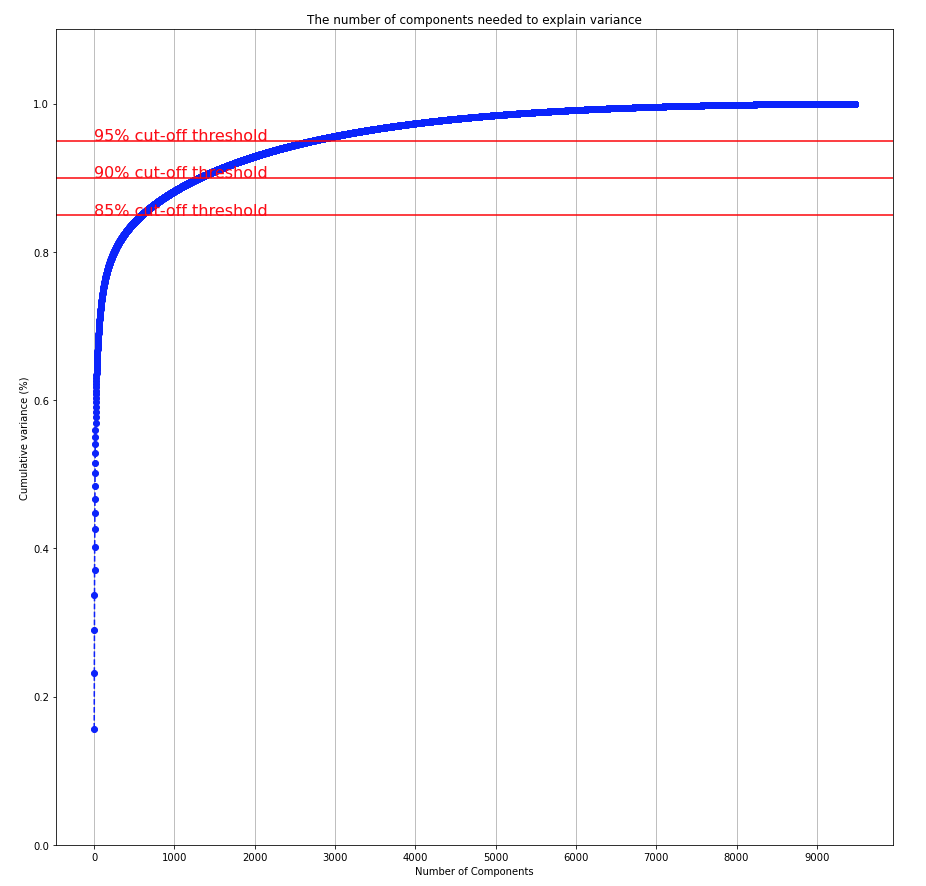 The number of components needed to explain variance
1.0
95% cut-off threshold
90% cut-off threshold
85% cut-off threshold
0.8
0.6
Cumulative variance (%)
0.4
0.2
0.0
0 1000 2000 3000 4000 5000 6000 7000 8000 9000
Number of Components